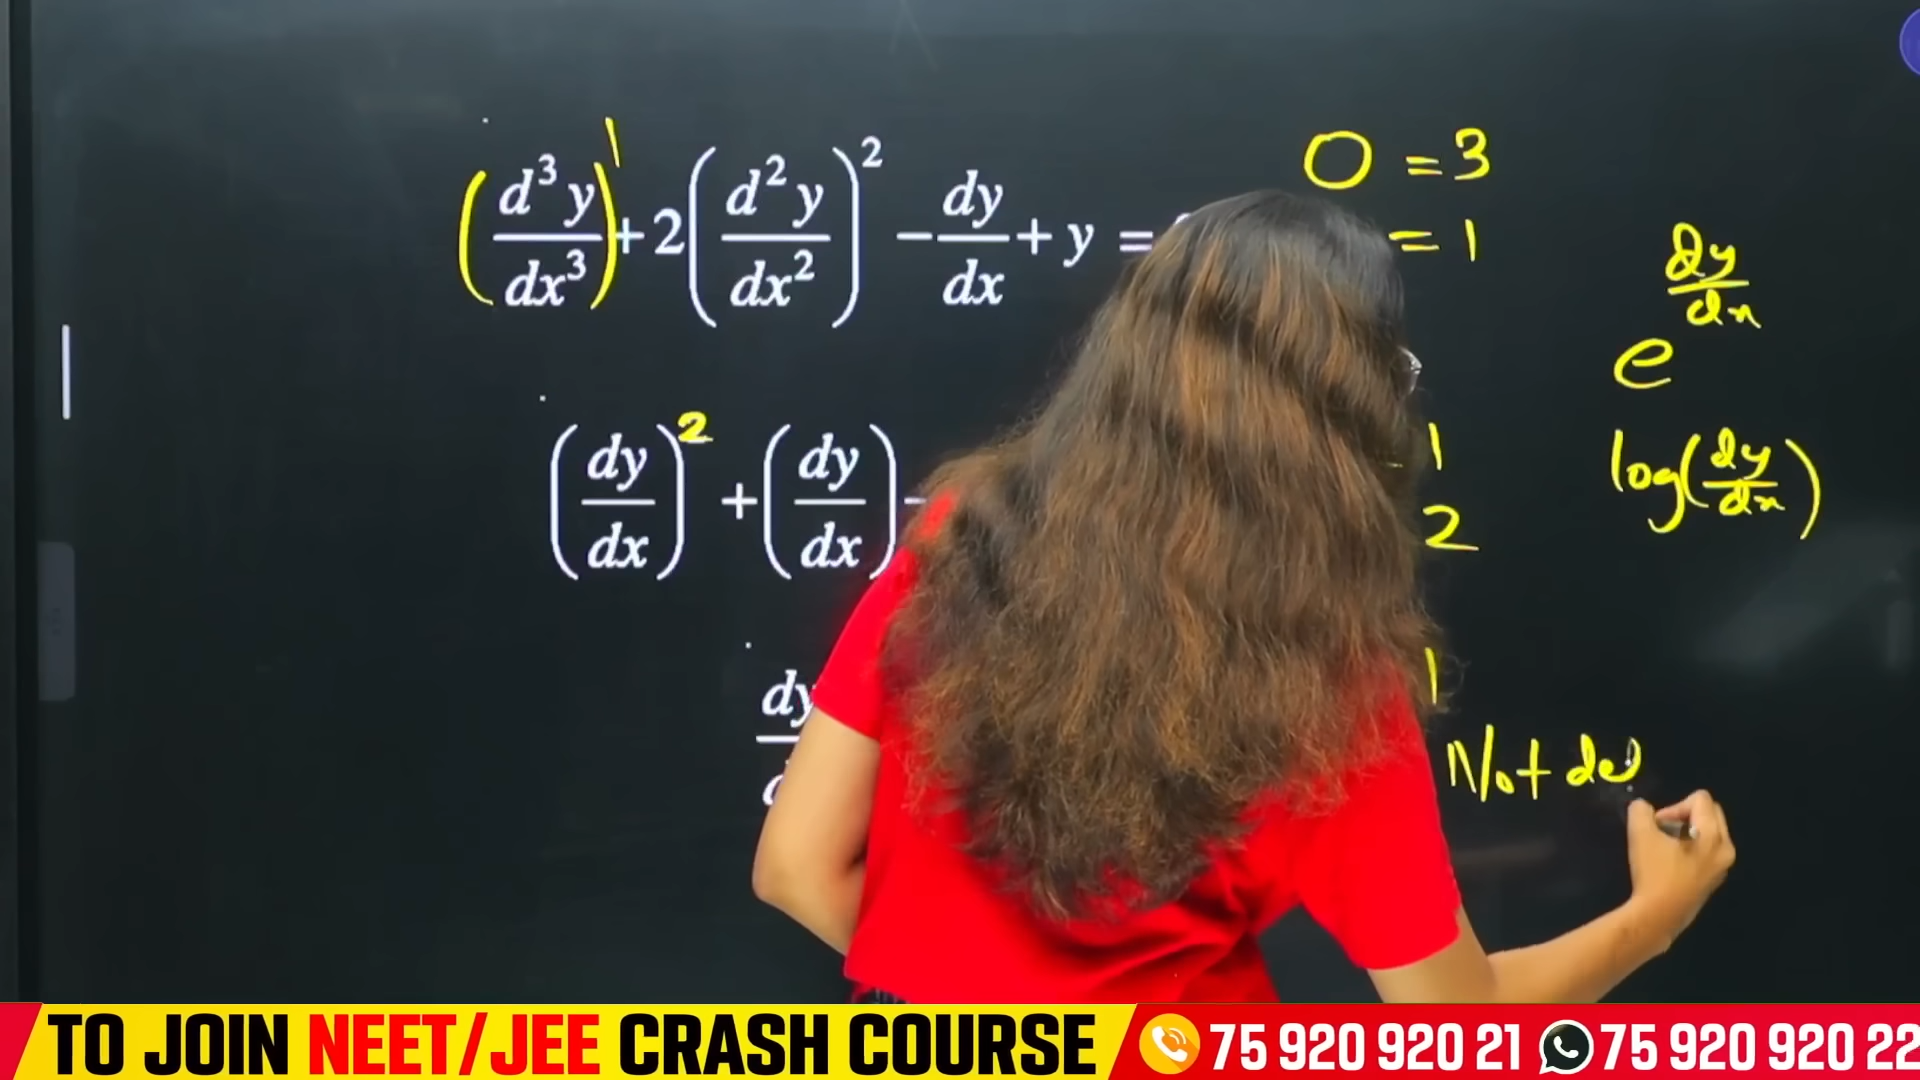 (d³y/dx³)¹ + 2(d²y/dx²)² − dy/dx + y =
O = 3
= 1
dy/dx
e
(dy/dx)² + (dy/dx) −
1
log(dy/dx)
2
dy
1
Not def
TO JOIN NEET/JEE CRASH COURSE 75 920 920 21 75 920 920 22